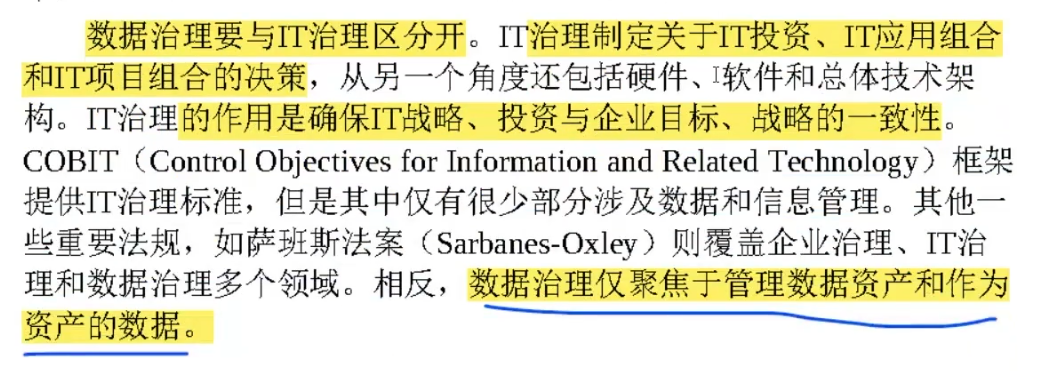 数据治理要与IT治理区分开。IT治理制定关于IT投资、IT应用组合
和IT项目组合的决策，从另一个角度还包括硬件、软件和总体技术架
构。IT治理的作用是确保IT战略、投资与企业目标、战略的一致性。
COBIT（Control Objectives for Information and Related Technology）框架
提供IT治理标准，但是其中仅有很少部分涉及数据和信息管理。其他一
些重要法规，如萨班斯法案（Sarbanes-Oxley）则覆盖企业治理、IT治
理和数据治理多个领域。相反，数据治理仅聚焦于管理数据资产和作为
资产的数据。